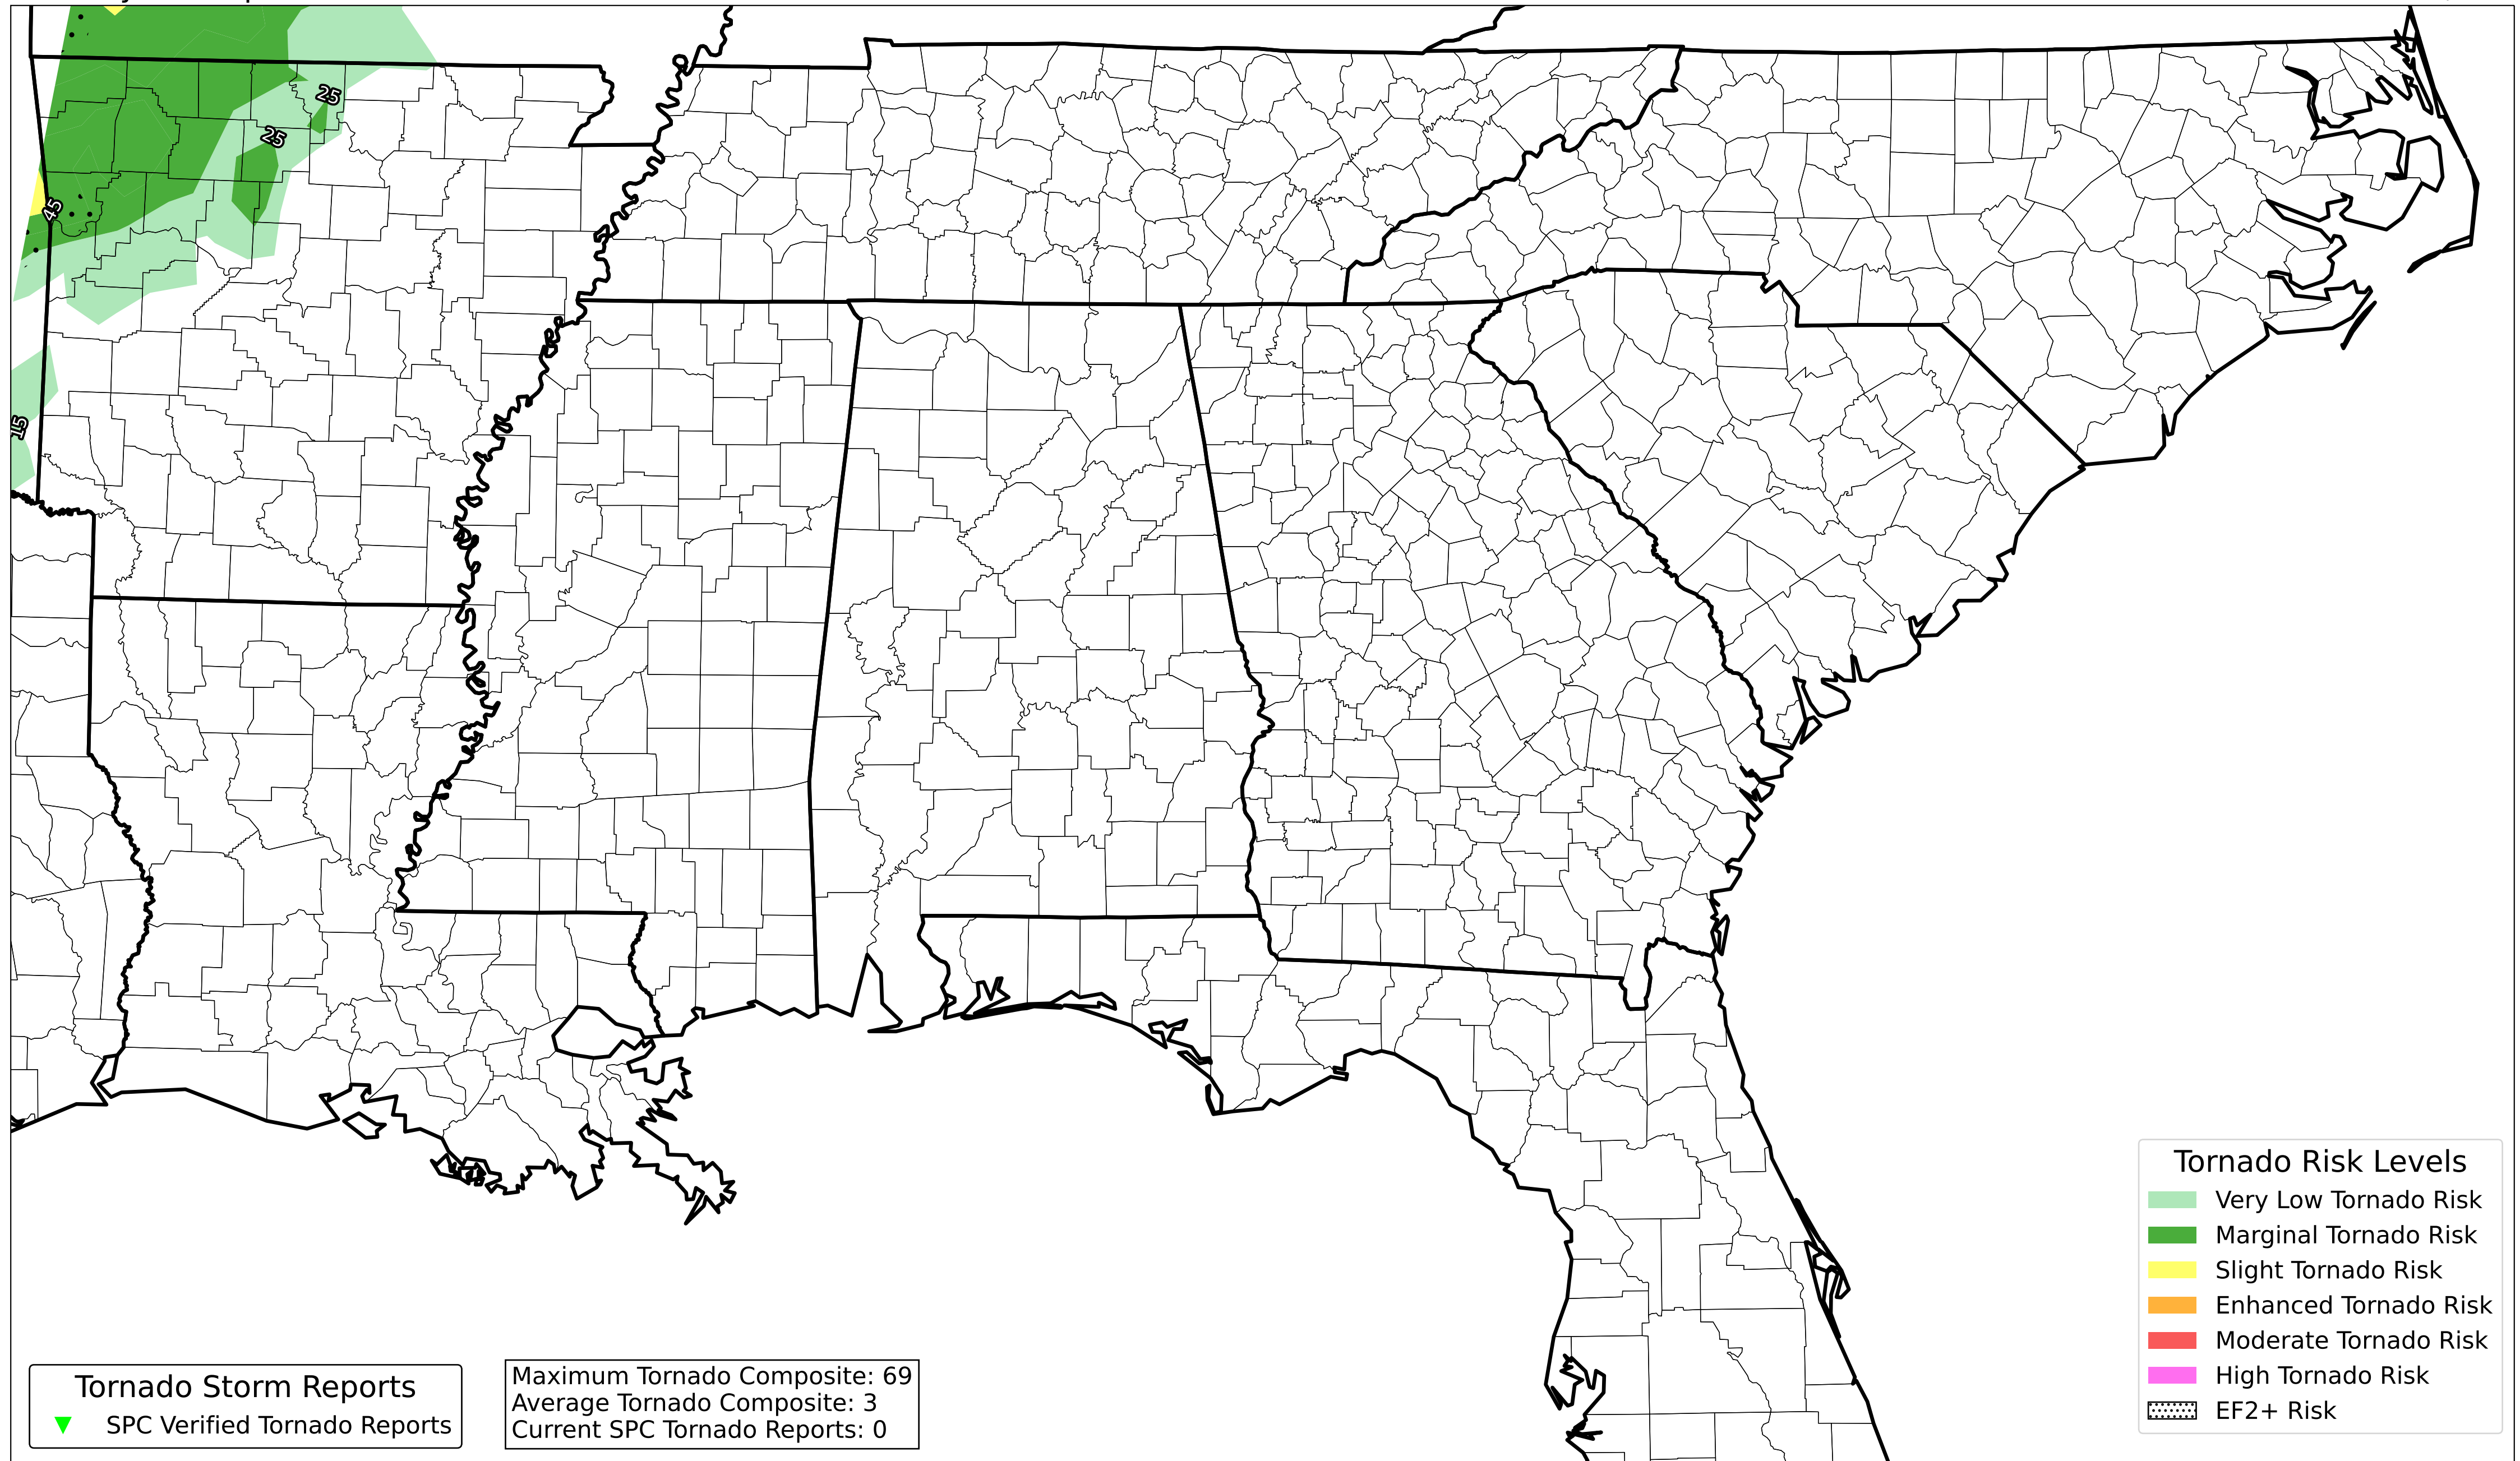 25
25
45
15
Tornado Risk Levels
Very Low Tornado Risk
Marginal Tornado Risk
Slight Tornado Risk
Enhanced Tornado Risk
Moderate Tornado Risk
High Tornado Risk
EF2+ Risk
Tornado Storm Reports
SPC Verified Tornado Reports
Maximum Tornado Composite: 69
Average Tornado Composite: 3
Current SPC Tornado Reports: 0